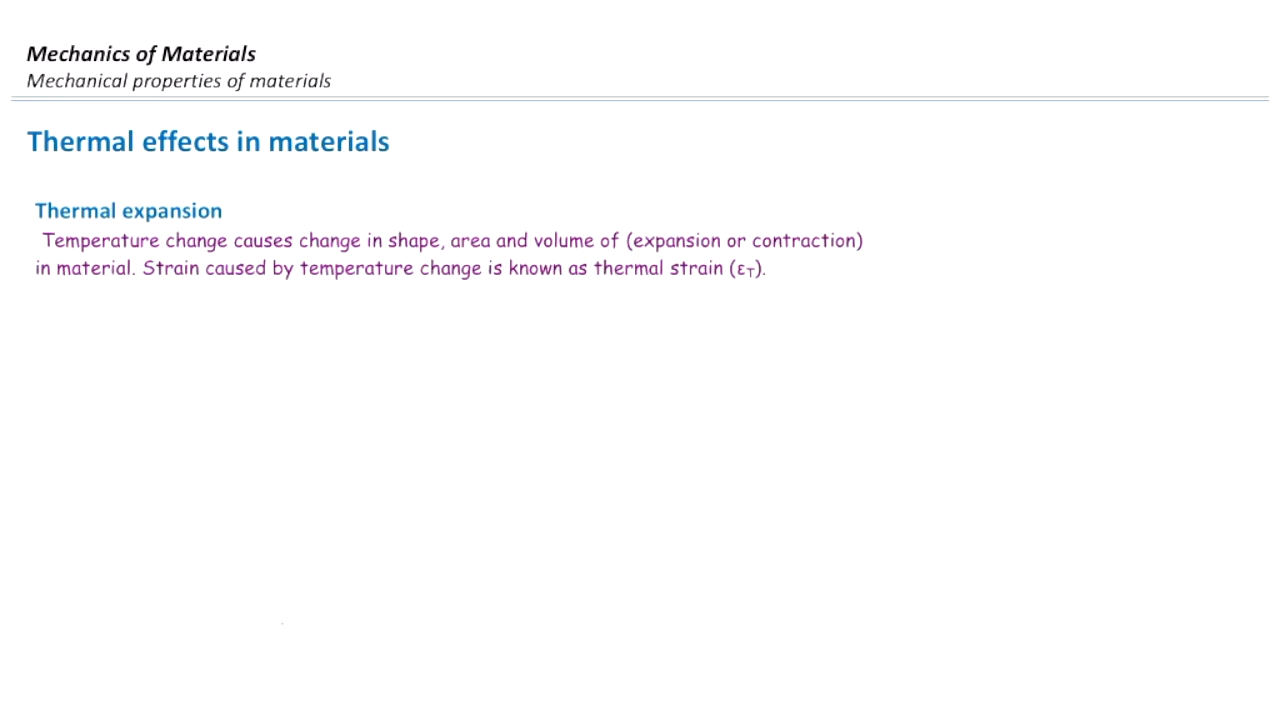 Mechanics of Materials
Mechanical properties of materials
Thermal effects in materials
Thermal expansion
Temperature change causes change in shape, area and volume of (expansion or contraction)
in material. Strain caused by temperature change is known as thermal strain (εT).